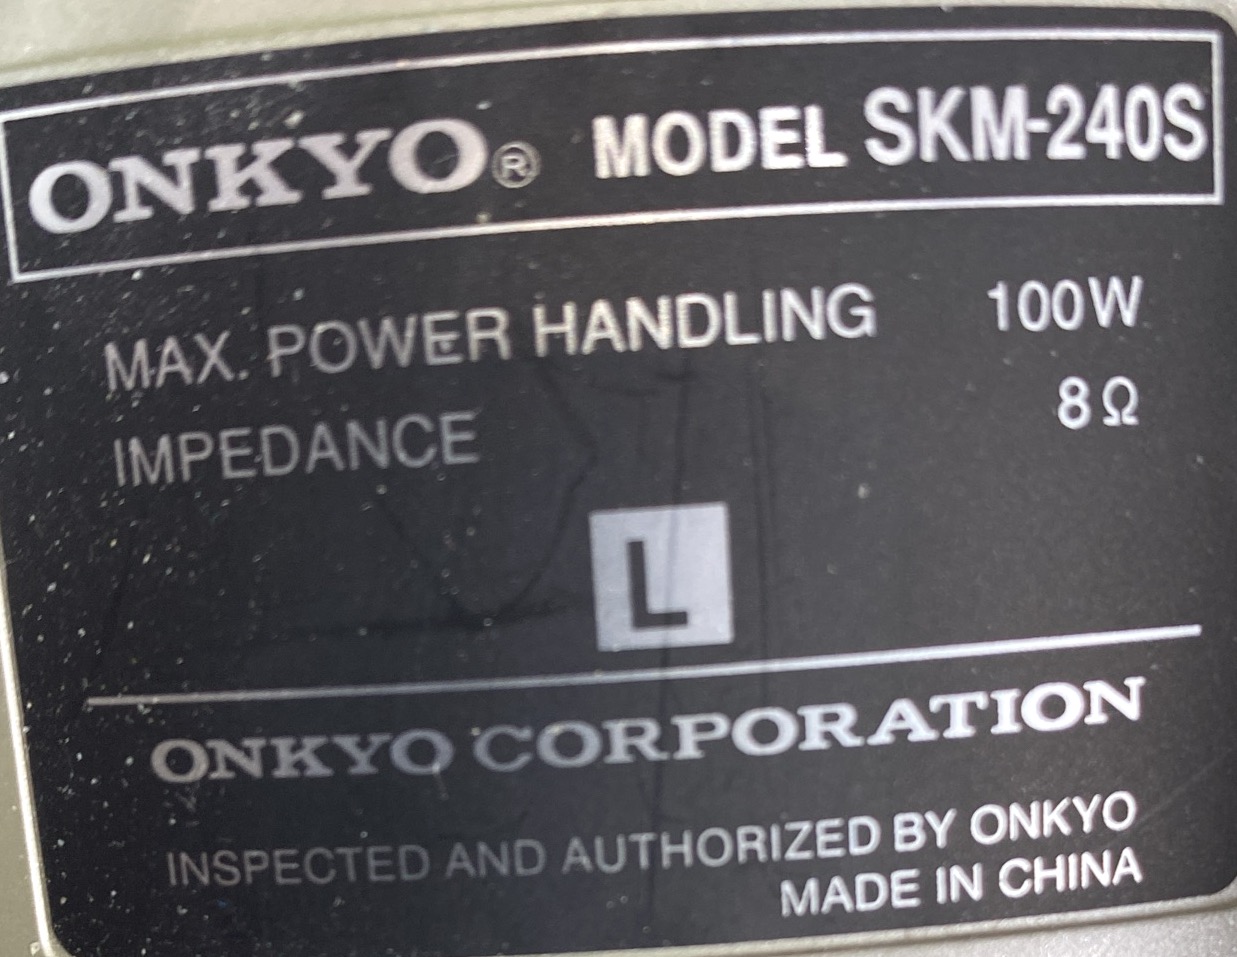 ONKYO® MODEL SKM-240S
MAX. POWER HANDLING 100W
IMPEDANCE 8Ω
L
ONKYO CORPORATION
INSPECTED AND AUTHORIZED BY ONKYO
MADE IN CHINA